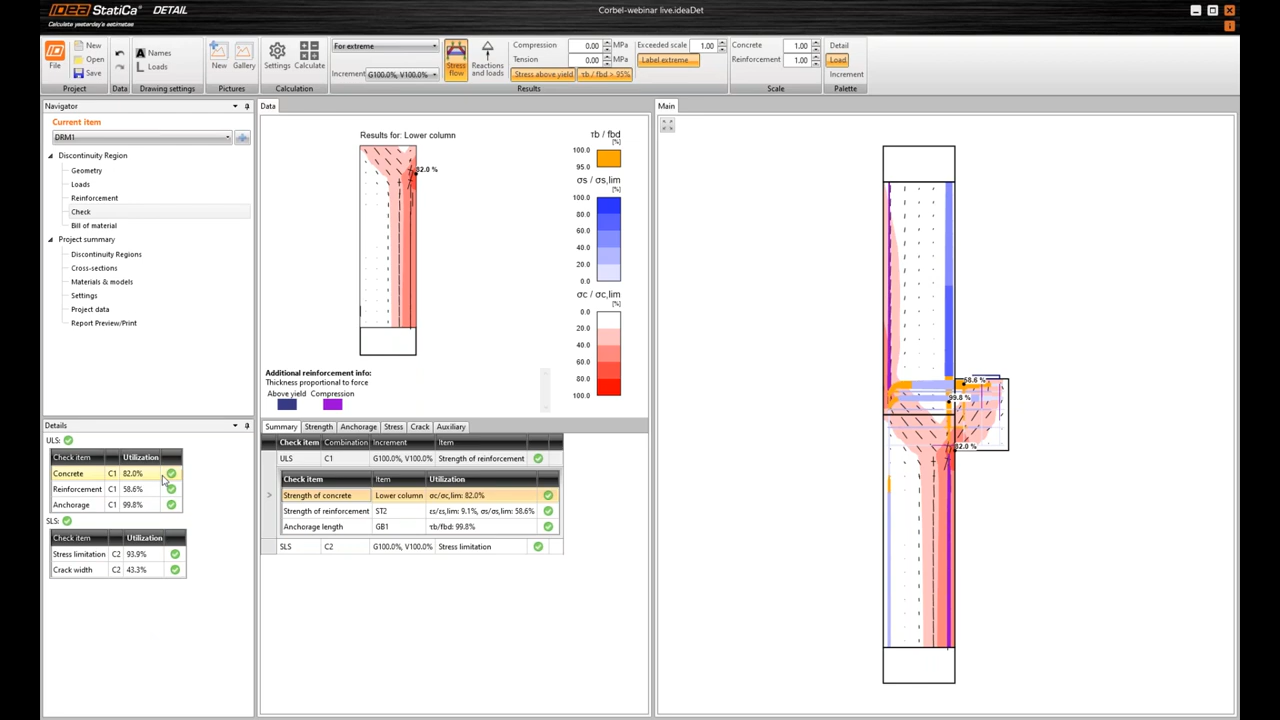 IDEA StatiCa® DETAIL
Calculate yesterday's estimates
Corbel-webinar live.ideaDet
File
New
Open
Save
Project
Data
Names
Loads
Drawing settings
New
Gallery
Pictures
Settings
Calculate
Calculation
For extreme
Increment G100.0%, V100.0%
Stress flow
Reactions and loads
Compression 0.00 MPa
Tension 0.00 MPa
Stress above yield
τb / fbd > 95%
Exceeded scale 1.00
Label extreme
Results
Concrete 1.00
Reinforcement 1.00
Scale
Detail
Load
Increment
Palette
Navigator
Current item
DRM1
Discontinuity Region
Geometry
Loads
Reinforcement
Check
Bill of material
Project summary
Discontinuity Regions
Cross-sections
Materials & models
Settings
Project data
Report Preview/Print
Details
ULS:
Check item Utilization
Concrete C1 82.0%
Reinforcement C1 58.6%
Anchorage C1 99.8%
SLS:
Check item Utilization
Stress limitation C2 93.9%
Crack width C2 43.3%
Data
Results for: Lower column
82.0 %
τb / fbd
[%]
100.0
95.0
σs / σs,lim
[%]
100.0
80.0
60.0
40.0
20.0
0.0
σc / σc,lim
[%]
0.0
20.0
40.0
60.0
80.0
100.0
Additional reinforcement info:
Thickness proportional to force
Above yield Compression
Summary Strength Anchorage Stress Crack Auxiliary
Check item Combination Increment Item
ULS C1 G100.0%, V100.0% Strength of reinforcement
Check item Item Utilization
Strength of concrete Lower column σc/σc,lim: 82.0%
Strength of reinforcement ST2 εs/εs,lim: 9.1%, σs/σs,lim: 58.6%
Anchorage length GB1 τb/fbd: 99.8%
SLS C2 G100.0%, V100.0% Stress limitation
Main
58.6 %
99.8 %
82.0 %